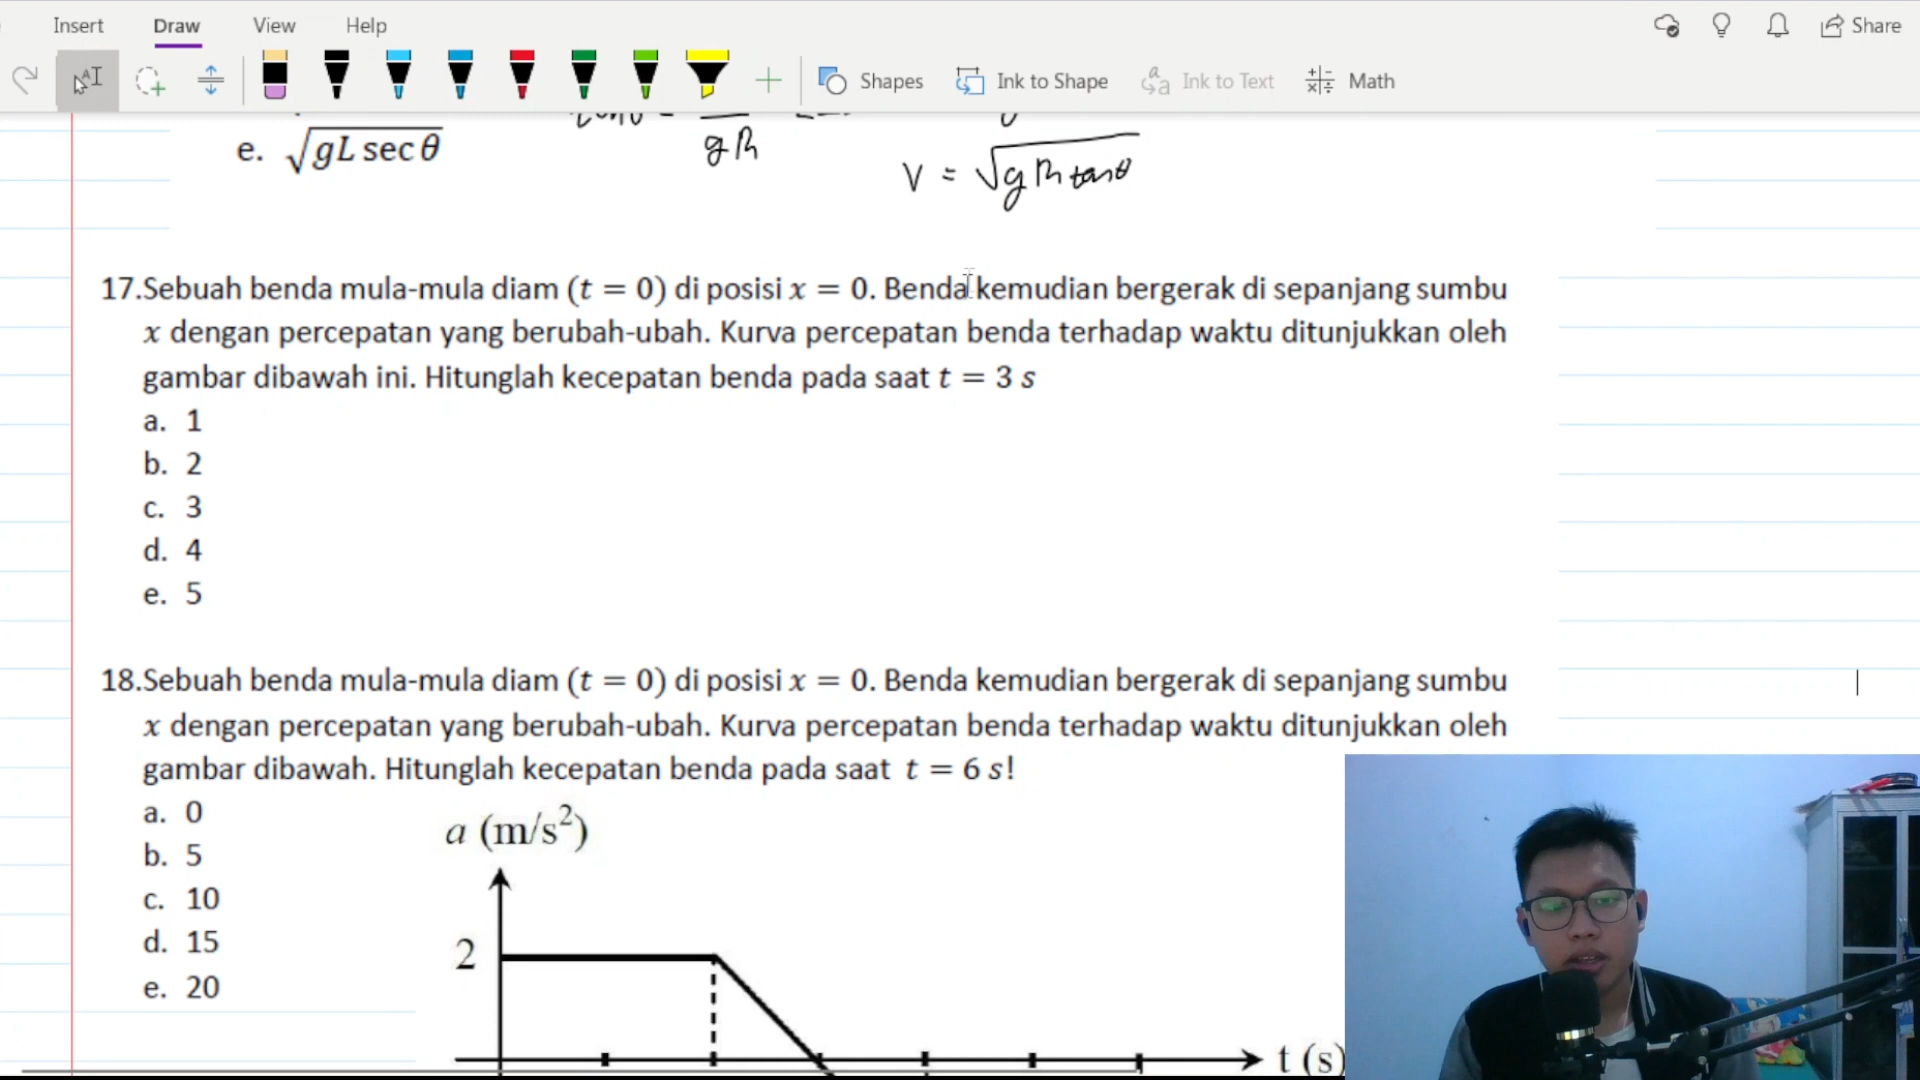 Insert Draw View Help Share
Shapes Ink to Shape Ink to Text Math
e. √gL sec θ
gR
V = √gR tanθ
17.Sebuah benda mula-mula diam (t = 0) di posisi x = 0. Benda kemudian bergerak di sepanjang sumbu
x dengan percepatan yang berubah-ubah. Kurva percepatan benda terhadap waktu ditunjukkan oleh
gambar dibawah ini. Hitunglah kecepatan benda pada saat t = 3 s
a. 1
b. 2
c. 3
d. 4
e. 5
18.Sebuah benda mula-mula diam (t = 0) di posisi x = 0. Benda kemudian bergerak di sepanjang sumbu
x dengan percepatan yang berubah-ubah. Kurva percepatan benda terhadap waktu ditunjukkan oleh
gambar dibawah. Hitunglah kecepatan benda pada saat t = 6 s!
a. 0
b. 5
c. 10
d. 15
e. 20
a (m/s²)
2
t (s)